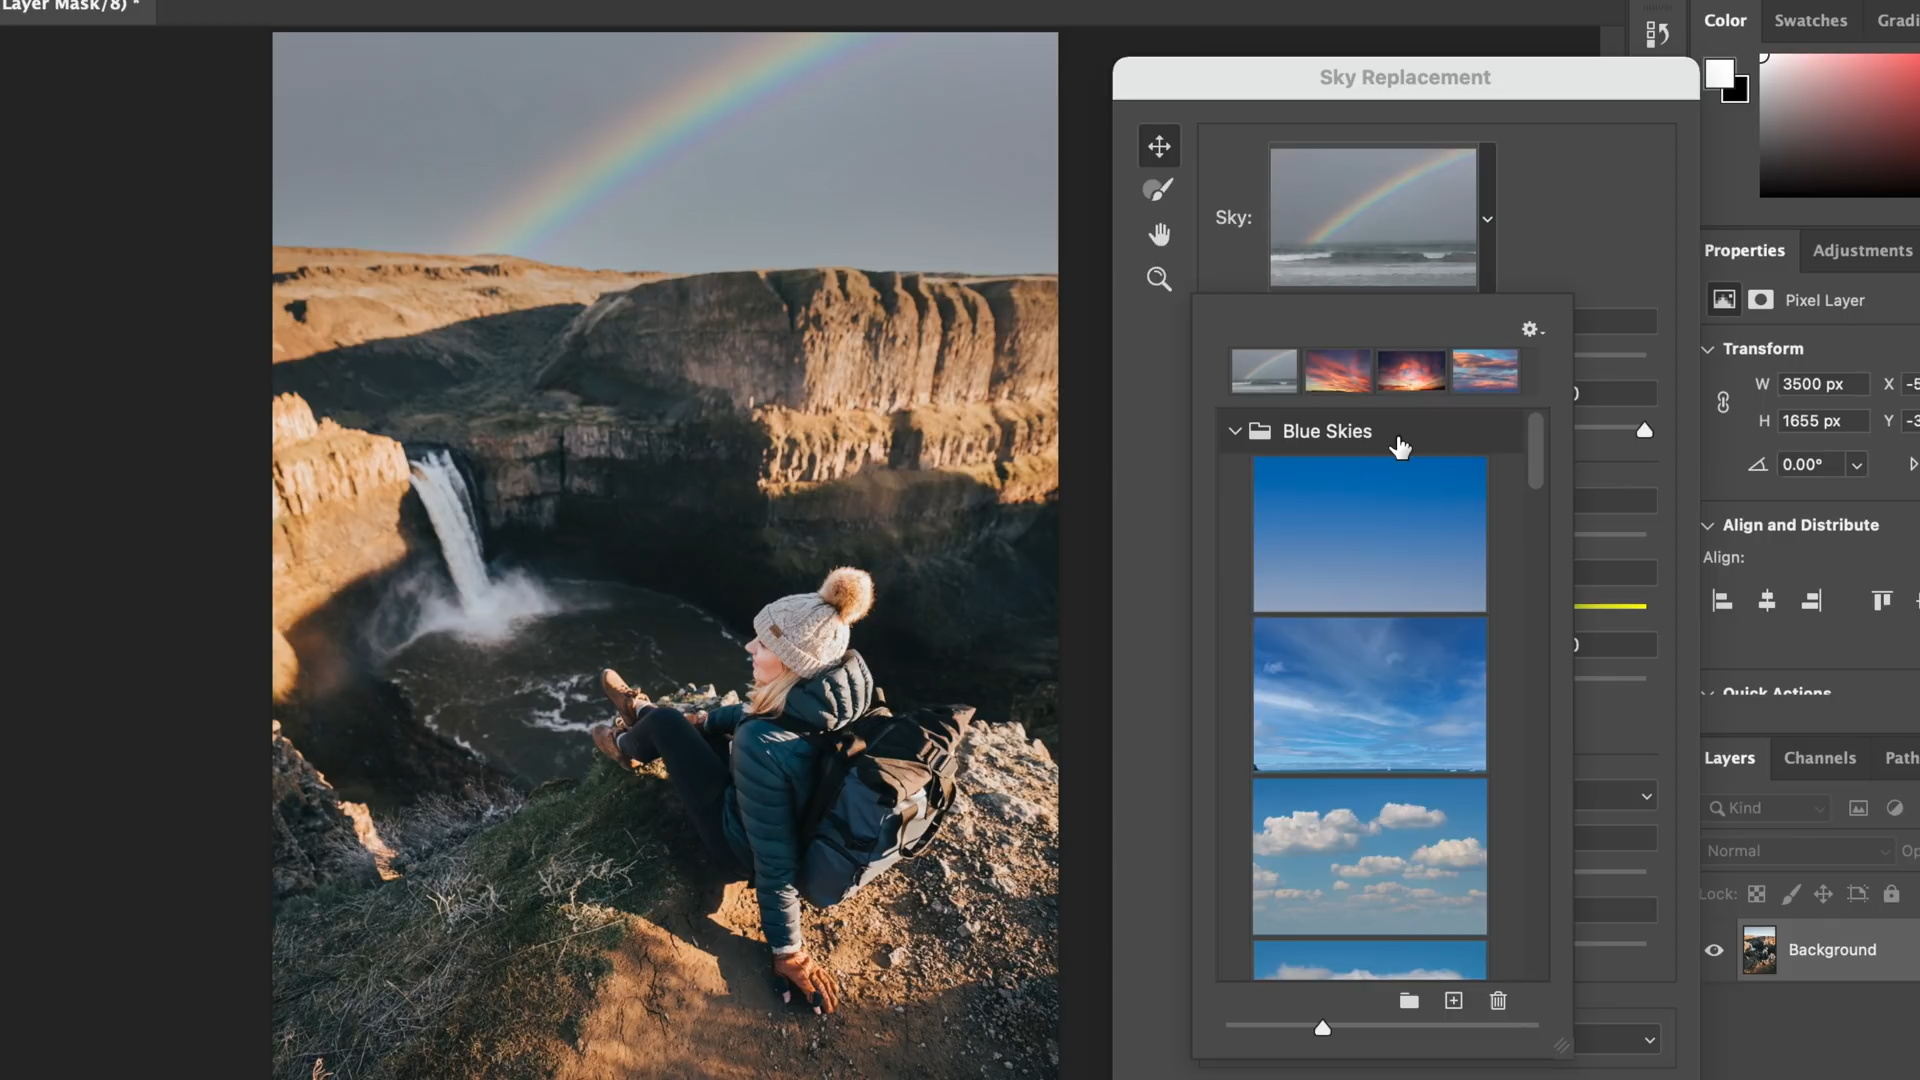 Layer Mask/8) *
Color
Swatches
Sky Replacement
Sky:
Properties
Adjustments
Pixel Layer
Transform
W 3500 px X
H 1655 px Y
0.00°
Blue Skies
Align and Distribute
Align:
Quick Actions
Layers
Channels
Kind
Normal
Lock:
Background